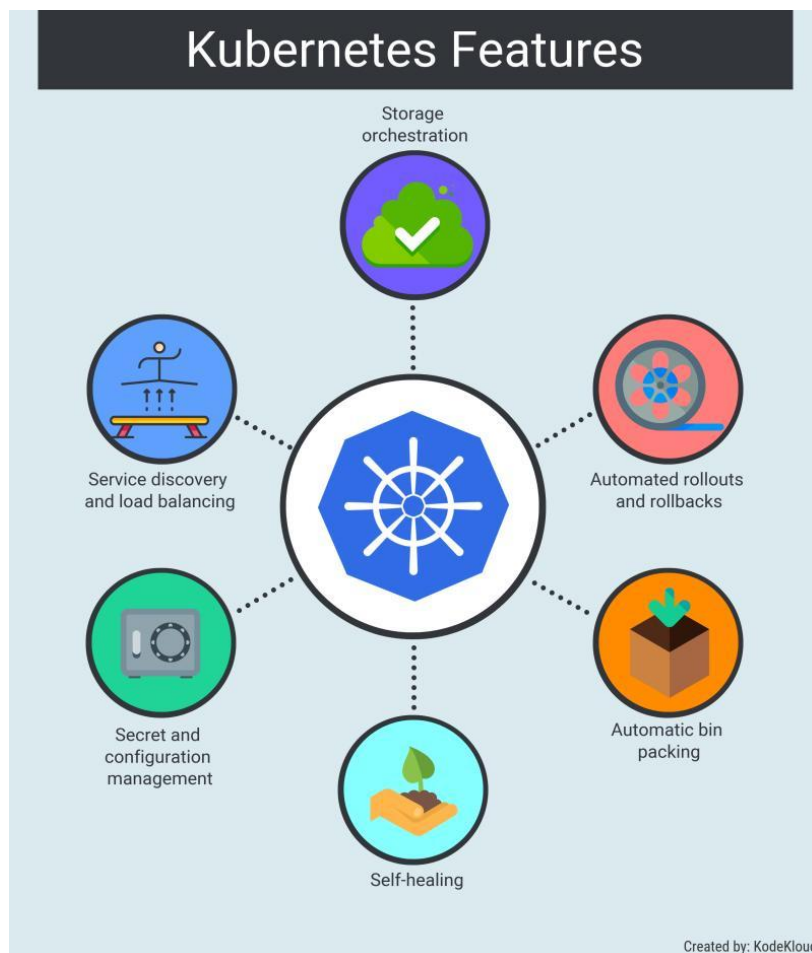 Kubernetes Features
Storage
orchestration
Service discovery
and load balancing
Automated rollouts
and rollbacks
Secret and
configuration
management
Automatic bin
packing
Self-healing
Created by: KodeKloud